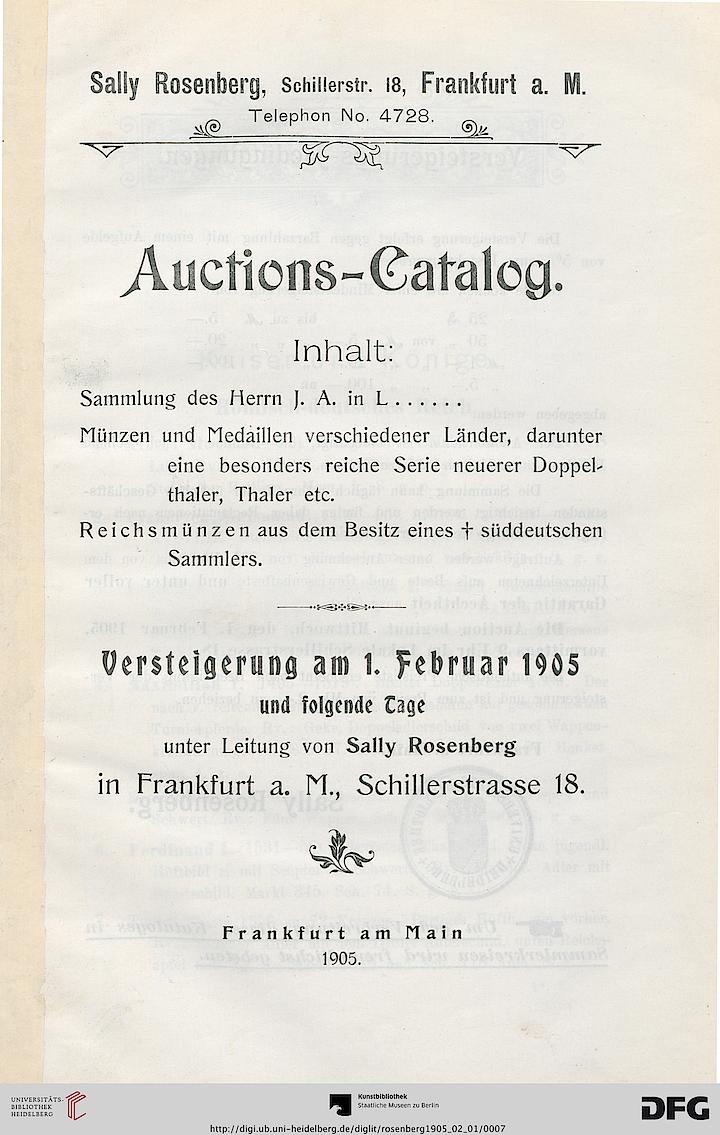 Sally Rosenberg, Schillerstr. 18, Frankfurt a. M.
Telephon No. 4728.
Auctions-Catalog.
Inhalt:
Sammlung des Herrn J. A. in L . . . . . .
Münzen und Medaillen verschiedener Länder, darunter
eine besonders reiche Serie neuerer Doppel-
thaler, Thaler etc.
Reichsmünzen aus dem Besitz eines † süddeutschen
Sammlers.
Versteigerung am 1. Februar 1905
und folgende Tage
unter Leitung von Sally Rosenberg
in Frankfurt a. M., Schillerstrasse 18.
Frankfurt am Main
1905.
UNIVERSITÄTS-
BIBLIOTHEK
HEIDELBERG
Kunstbibliothek
Staatliche Museen zu Berlin
DFG
http://digi.ub.uni-heidelberg.de/diglit/rosenberg1905_02_01/0007